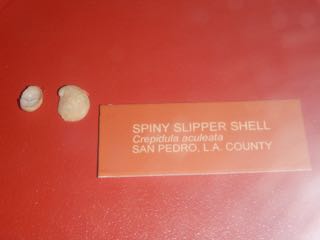 SPINY SLIPPER SHELL
Crepidula aculeata
SAN PEDRO, L.A. COUNTY